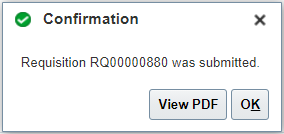 Confirmation
Requisition RQ00000880 was submitted.
View PDF OK